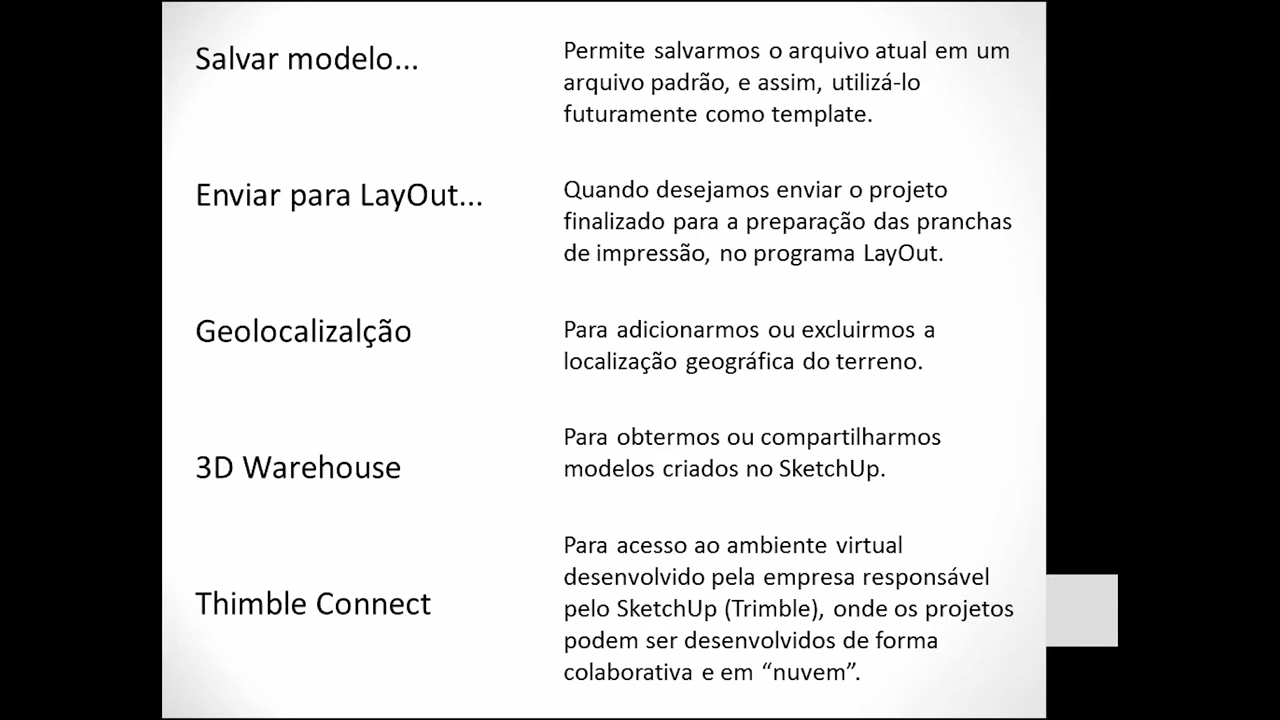 Salvar modelo...
Permite salvarmos o arquivo atual em um
arquivo padrão, e assim, utilizá-lo
futuramente como template.
Enviar para LayOut...
Quando desejamos enviar o projeto
finalizado para a preparação das pranchas
de impressão, no programa LayOut.
Geolocalizalção
Para adicionarmos ou excluirmos a
localização geográfica do terreno.
3D Warehouse
Para obtermos ou compartilharmos
modelos criados no SketchUp.
Thimble Connect
Para acesso ao ambiente virtual
desenvolvido pela empresa responsável
pelo SketchUp (Trimble), onde os projetos
podem ser desenvolvidos de forma
colaborativa e em “nuvem”.